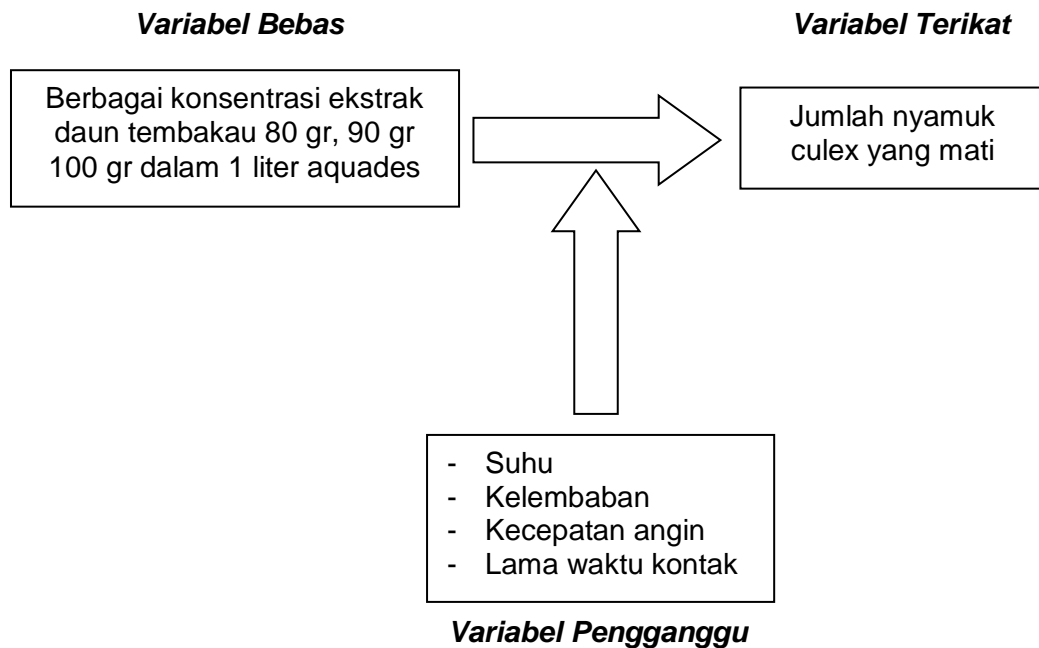 Variabel Bebas
Variabel Terikat
Berbagai konsentrasi ekstrak
daun tembakau 80 gr, 90 gr
100 gr dalam 1 liter aquades
Jumlah nyamuk
culex yang mati
- Suhu
- Kelembaban
- Kecepatan angin
- Lama waktu kontak
Variabel Pengganggu